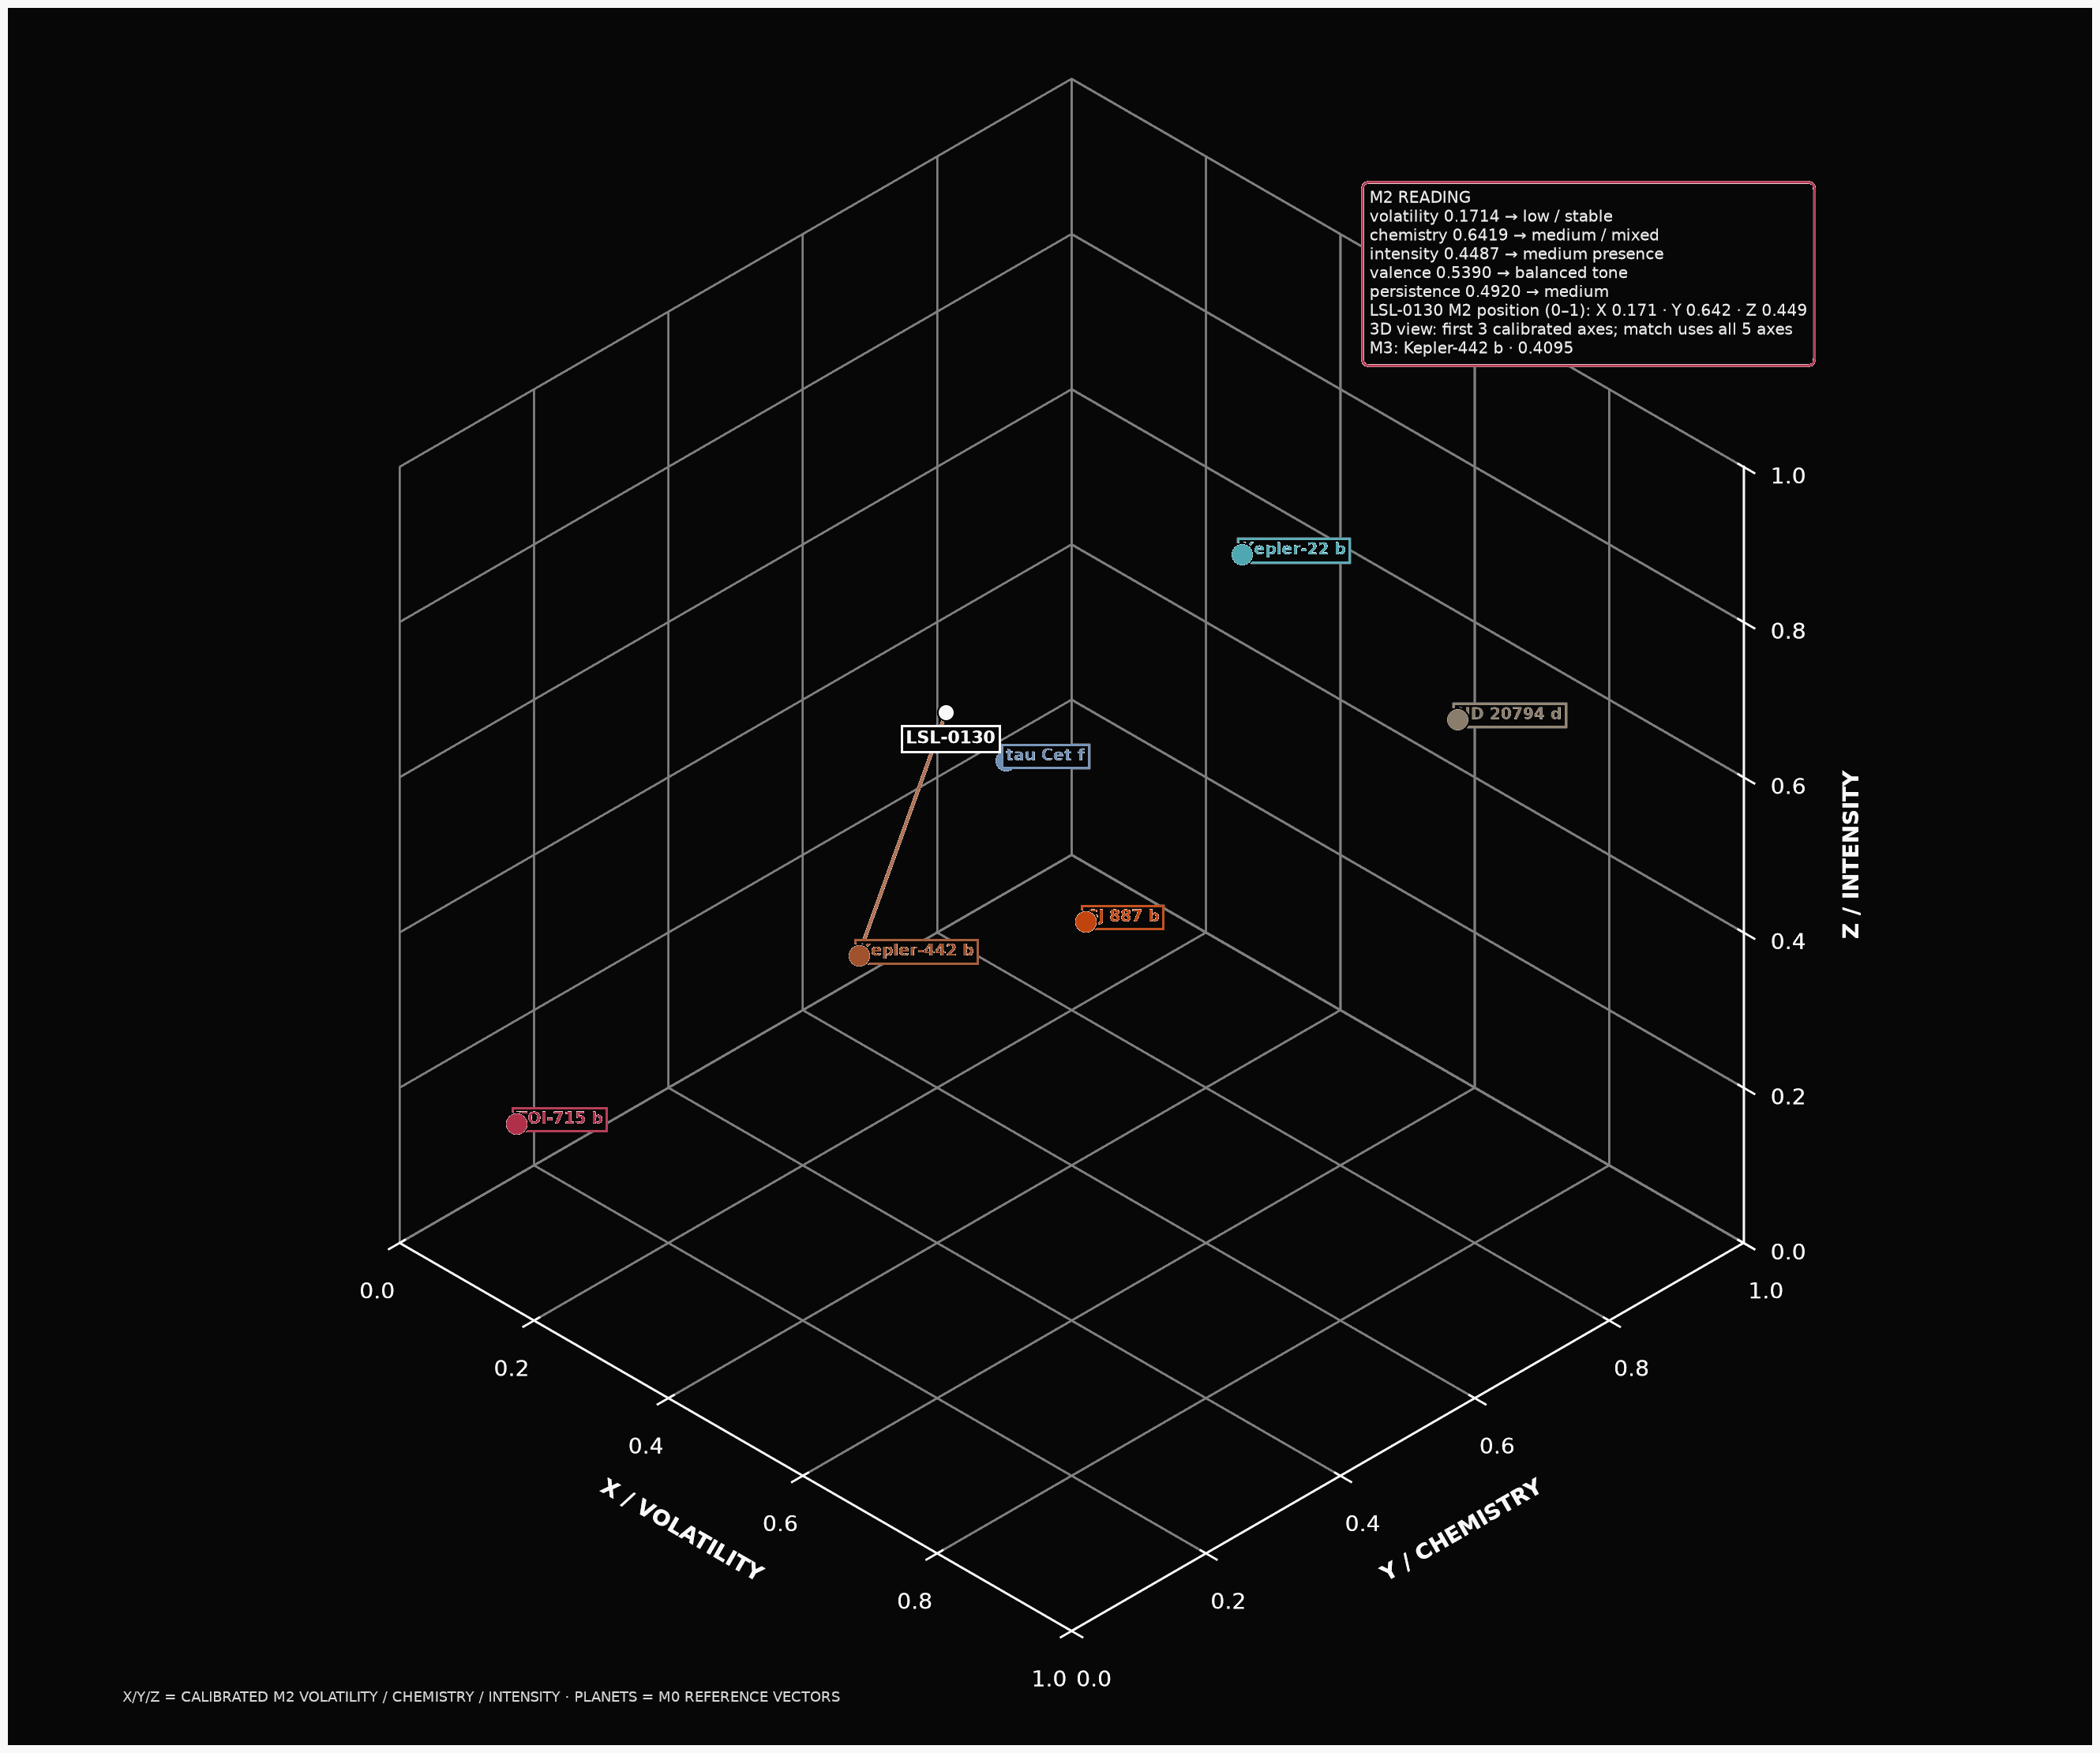 M2 READING
volatility 0.1714 → low / stable
chemistry 0.6419 → medium / mixed
intensity 0.4487 → medium presence
valence 0.5390 → balanced tone
persistence 0.4920 → medium
LSL-0130 M2 position (0–1): X 0.171 · Y 0.642 · Z 0.449
3D view: first 3 calibrated axes; match uses all 5 axes
M3: Kepler-442 b · 0.4095
1.0
Kepler-22 b
0.8
HD 20794 d
LSL-0130
tau Cet f
0.6
Z / INTENSITY
GJ 887 b
0.4
Kepler-442 b
0.2
TOI-715 b
0.0
0.0
1.0
0.2
0.8
0.4
0.6
X / VOLATILITY
Y / CHEMISTRY
0.6
0.4
0.8
0.2
1.0 0.0
X/Y/Z = CALIBRATED M2 VOLATILITY / CHEMISTRY / INTENSITY · PLANETS = M0 REFERENCE VECTORS